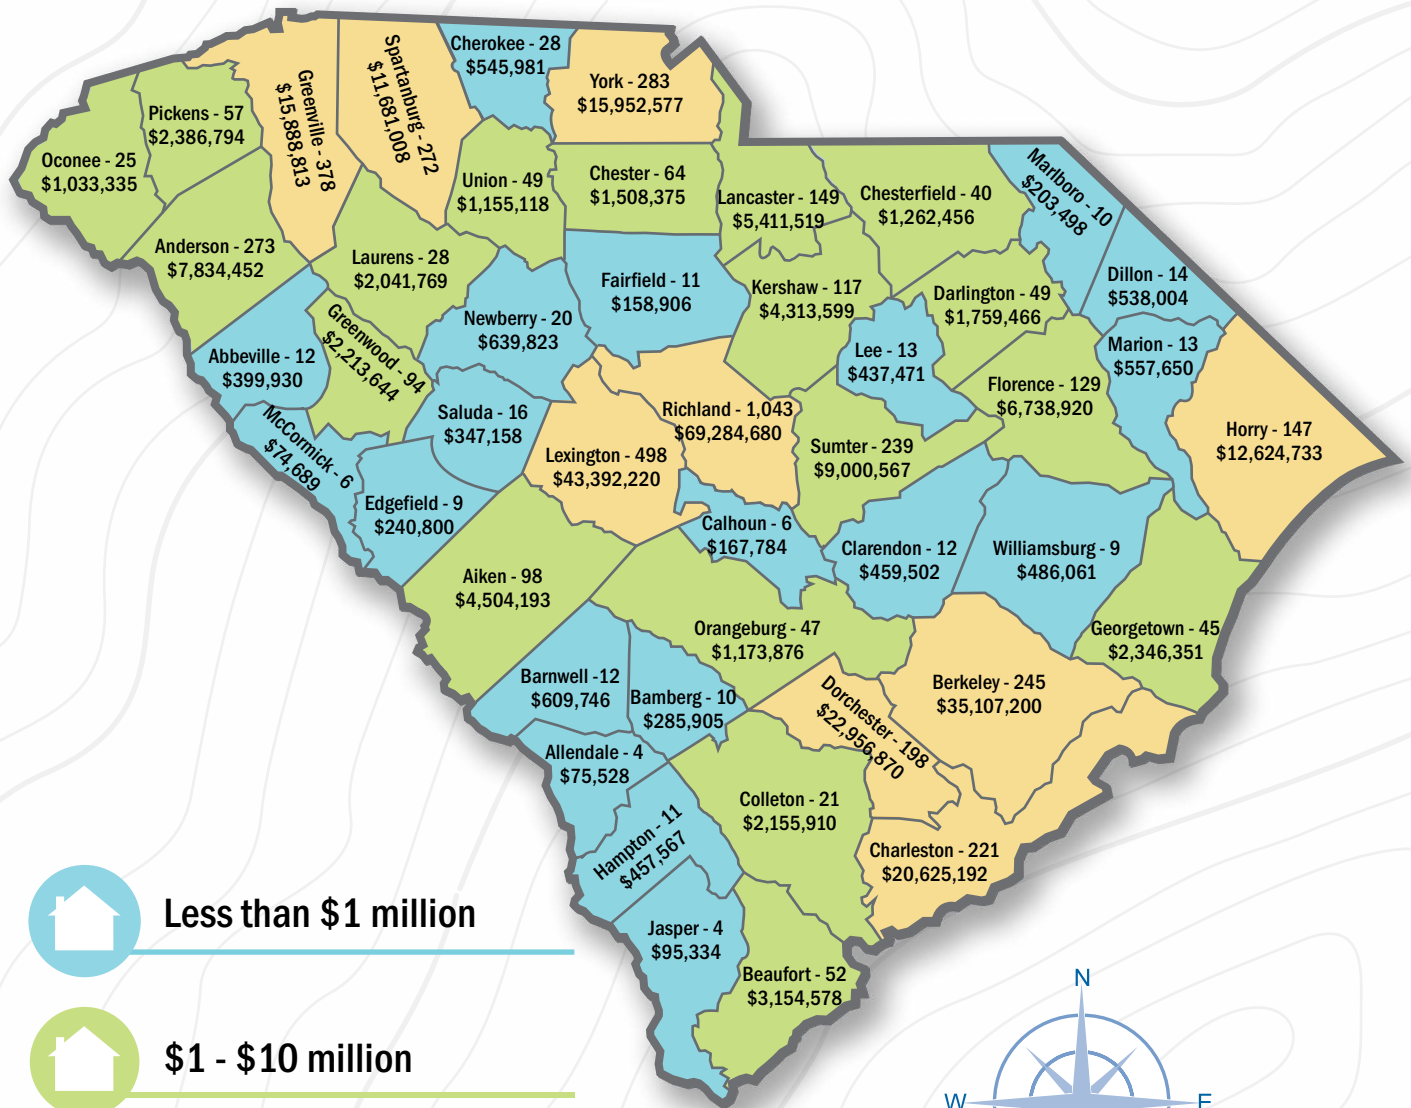 Cherokee - 28
$545,981
York - 283
$15,952,577
Spartanburg - 272
$11,681,008
Greenville - 378
$15,888,813
Pickens - 57
$2,386,794
Oconee - 25
$1,033,335
Union - 49
$1,155,118
Chester - 64
$1,508,375
Lancaster - 149
$5,411,519
Chesterfield - 40
$1,262,456
Marlboro - 10
$203,498
Anderson - 273
$7,834,452
Laurens - 28
$2,041,769
Fairfield - 11
$158,906
Kershaw - 117
$4,313,599
Darlington - 49
$1,759,466
Dillon - 14
$538,004
Newberry - 20
$639,823
Greenwood - 94
$2,213,644
Abbeville - 12
$399,930
Lee - 13
$437,471
Marion - 13
$557,650
Florence - 129
$6,738,920
McCormick - 6
$74,689
Saluda - 16
$347,158
Richland - 1,043
$69,284,680
Horry - 147
$12,624,733
Lexington - 498
$43,392,220
Sumter - 239
$9,000,567
Edgefield - 9
$240,800
Calhoun - 6
$167,784
Clarendon - 12
$459,502
Williamsburg - 9
$486,061
Aiken - 98
$4,504,193
Orangeburg - 47
$1,173,876
Georgetown - 45
$2,346,351
Barnwell -12
$609,746
Bamberg - 10
$285,905
Dorchester - 198
$22,956,870
Berkeley - 245
$35,107,200
Allendale - 4
$75,528
Hampton - 11
$457,567
Colleton - 21
$2,155,910
Charleston - 221
$20,625,192
Jasper - 4
$95,334
Beaufort - 52
$3,154,578
Less than $1 million
$1 - $10 million
N
W
E